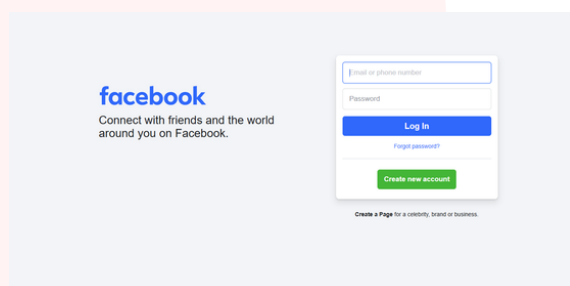 facebook
Connect with friends and the world
around you on Facebook.
Email or phone number
Password
Log In
Forgot password?
Create new account
Create a Page for a celebrity, brand or business.